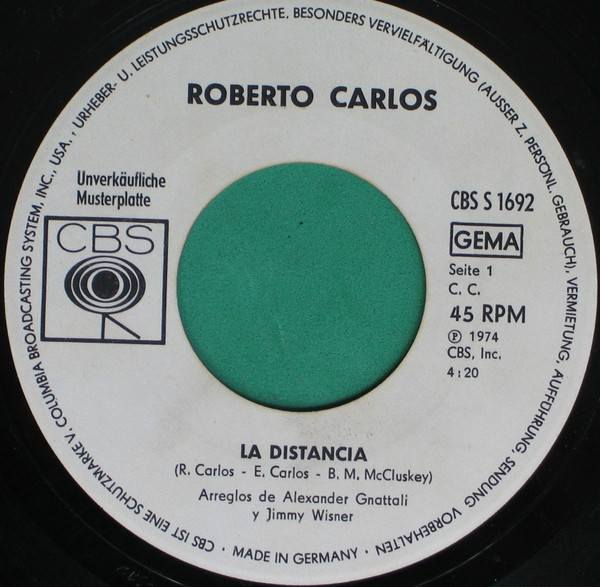 CBS IST EINE SCHUTZMARKE V. COLUMBIA BROADCASTING SYSTEM, INC., USA., URHEBER- U. LEISTUNGSSCHUTZRECHTE, BESONDERS VERVIELFÄLTIGUNG (AUSSER Z. PERSÖNL. GEBRAUCH), VERMIETUNG, AUFFÜHRUNG, SENDUNG VORBEHALTEN
ROBERTO CARLOS
Unverkäufliche
Musterplatte
CBS
CBS S 1692
GEMA
Seite 1
C. C.
45 RPM
Ⓟ 1974
CBS, Inc.
4:20
LA DISTANCIA
(R. Carlos - E. Carlos - B. M. McCluskey)
Arreglos de Alexander Gnattali
y Jimmy Wisner
· MADE IN GERMANY ·